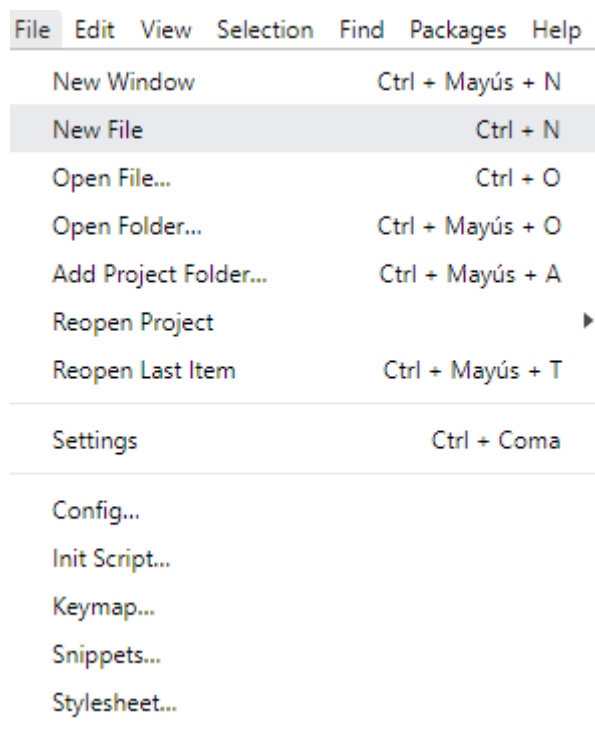 File Edit View Selection Find Packages Help
New Window Ctrl + Mayús + N
New File Ctrl + N
Open File... Ctrl + O
Open Folder... Ctrl + Mayús + O
Add Project Folder... Ctrl + Mayús + A
Reopen Project
Reopen Last Item Ctrl + Mayús + T
Settings Ctrl + Coma
Config...
Init Script...
Keymap...
Snippets...
Stylesheet...